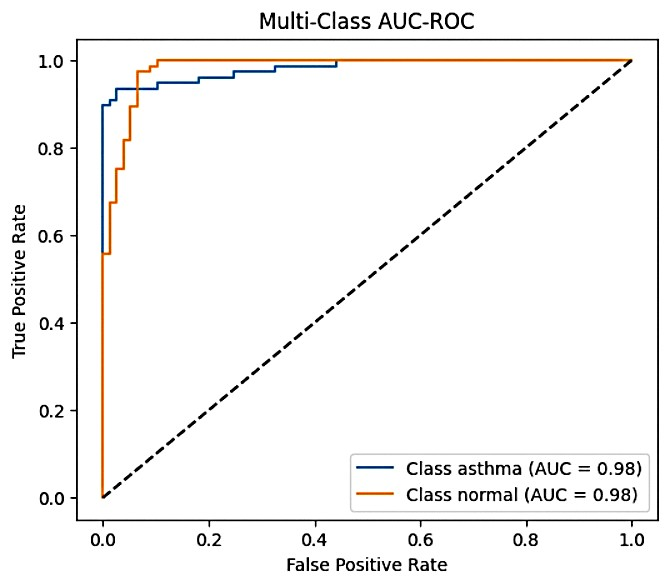 Multi-Class AUC-ROC
True Positive Rate
1.0
0.8
0.6
0.4
0.2
0.0
Class asthma (AUC = 0.98)
Class normal (AUC = 0.98)
0.0 0.2 0.4 0.6 0.8 1.0
False Positive Rate